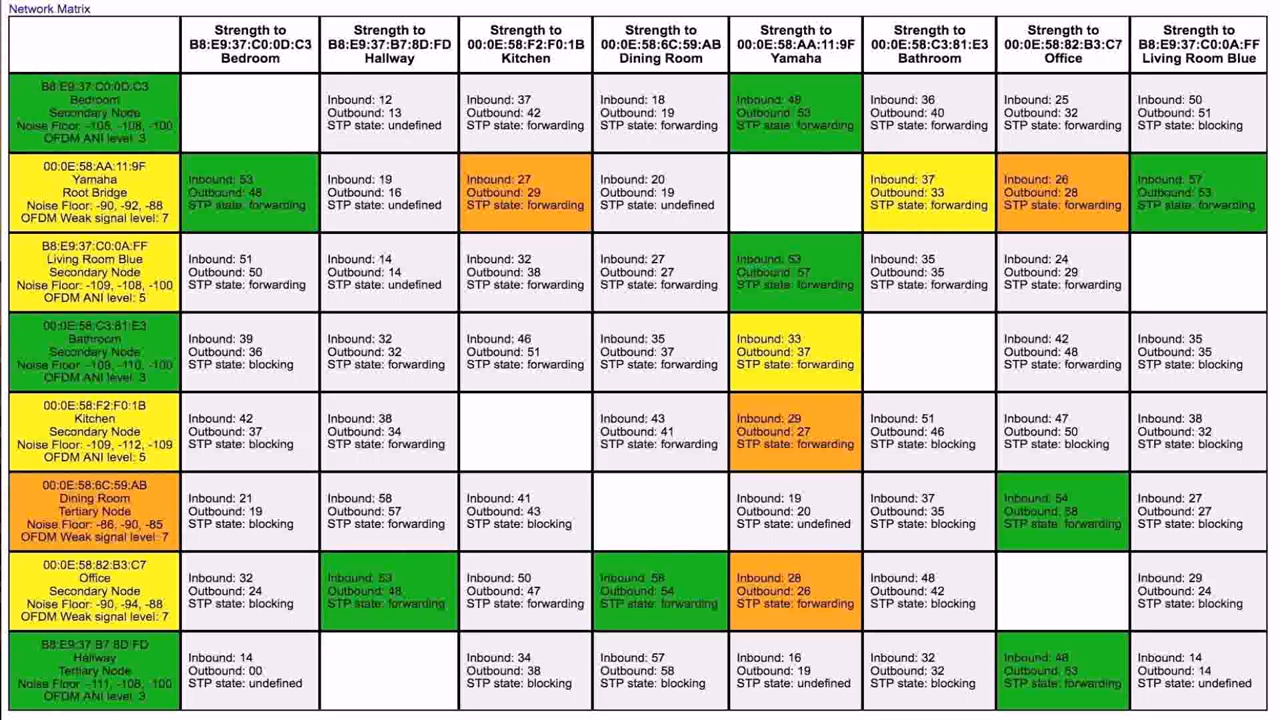 Network Matrix
Strength to
B8:E9:37:C0:0D:C3
Bedroom
Strength to
B8:E9:37:B7:8D:FD
Hallway
Strength to
00:0E:58:F2:F0:1B
Kitchen
Strength to
00:0E:58:6C:59:AB
Dining Room
Strength to
00:0E:58:AA:11:9F
Yamaha
Strength to
00:0E:58:C3:81:E3
Bathroom
Strength to
00:0E:58:82:B3:C7
Office
Strength to
B8:E9:37:C0:0A:FF
Living Room Blue
B8:E9:37:C0:0D:C3
Bedroom
Secondary Node
Noise Floor: -105, -108, -100
OFDM ANI level: 3
Inbound: 12
Outbound: 13
STP state: undefined
Inbound: 37
Outbound: 42
STP state: forwarding
Inbound: 18
Outbound: 19
STP state: forwarding
Inbound: 48
Outbound: 53
STP state: forwarding
Inbound: 36
Outbound: 40
STP state: forwarding
Inbound: 25
Outbound: 32
STP state: forwarding
Inbound: 50
Outbound: 51
STP state: blocking
00:0E:58:AA:11:9F
Yamaha
Root Bridge
Noise Floor: -90, -92, -88
OFDM Weak signal level: 7
Inbound: 53
Outbound: 48
STP state: forwarding
Inbound: 19
Outbound: 16
STP state: undefined
Inbound: 27
Outbound: 29
STP state: forwarding
Inbound: 20
Outbound: 19
STP state: undefined
Inbound: 37
Outbound: 33
STP state: forwarding
Inbound: 26
Outbound: 28
STP state: forwarding
Inbound: 57
Outbound: 53
STP state: forwarding
B8:E9:37:C0:0A:FF
Living Room Blue
Secondary Node
Noise Floor: -109, -108, -100
OFDM ANI level: 5
Inbound: 51
Outbound: 50
STP state: forwarding
Inbound: 14
Outbound: 14
STP state: undefined
Inbound: 32
Outbound: 38
STP state: forwarding
Inbound: 27
Outbound: 27
STP state: forwarding
Inbound: 53
Outbound: 57
STP state: forwarding
Inbound: 35
Outbound: 35
STP state: forwarding
Inbound: 24
Outbound: 29
STP state: forwarding
00:0E:58:C3:81:E3
Bathroom
Secondary Node
Noise Floor: -109, -110, -100
OFDM ANI level: 3
Inbound: 39
Outbound: 36
STP state: blocking
Inbound: 32
Outbound: 32
STP state: forwarding
Inbound: 46
Outbound: 51
STP state: forwarding
Inbound: 35
Outbound: 37
STP state: forwarding
Inbound: 33
Outbound: 37
STP state: forwarding
Inbound: 42
Outbound: 48
STP state: forwarding
Inbound: 35
Outbound: 35
STP state: blocking
00:0E:58:F2:F0:1B
Kitchen
Secondary Node
Noise Floor: -109, -112, -109
OFDM ANI level: 5
Inbound: 42
Outbound: 37
STP state: blocking
Inbound: 38
Outbound: 34
STP state: forwarding
Inbound: 43
Outbound: 41
STP state: forwarding
Inbound: 29
Outbound: 27
STP state: forwarding
Inbound: 51
Outbound: 46
STP state: blocking
Inbound: 47
Outbound: 50
STP state: blocking
Inbound: 38
Outbound: 32
STP state: blocking
00:0E:58:6C:59:AB
Dining Room
Tertiary Node
Noise Floor: -86, -90, -85
OFDM Weak signal level: 7
Inbound: 21
Outbound: 19
STP state: blocking
Inbound: 58
Outbound: 57
STP state: forwarding
Inbound: 41
Outbound: 43
STP state: blocking
Inbound: 19
Outbound: 20
STP state: undefined
Inbound: 37
Outbound: 35
STP state: blocking
Inbound: 54
Outbound: 58
STP state: forwarding
Inbound: 27
Outbound: 27
STP state: blocking
00:0E:58:82:B3:C7
Office
Secondary Node
Noise Floor: -90, -94, -88
OFDM Weak signal level: 7
Inbound: 32
Outbound: 24
STP state: blocking
Inbound: 53
Outbound: 48
STP state: forwarding
Inbound: 50
Outbound: 47
STP state: forwarding
Inbound: 58
Outbound: 54
STP state: forwarding
Inbound: 28
Outbound: 26
STP state: forwarding
Inbound: 48
Outbound: 42
STP state: blocking
Inbound: 29
Outbound: 24
STP state: blocking
B8:E9:37:B7:8D:FD
Hallway
Tertiary Node
Noise Floor: -111, -108, -100
OFDM ANI level: 3
Inbound: 14
Outbound: 00
STP state: undefined
Inbound: 34
Outbound: 38
STP state: blocking
Inbound: 57
Outbound: 58
STP state: blocking
Inbound: 16
Outbound: 19
STP state: undefined
Inbound: 32
Outbound: 32
STP state: blocking
Inbound: 48
Outbound: 53
STP state: forwarding
Inbound: 14
Outbound: 14
STP state: undefined